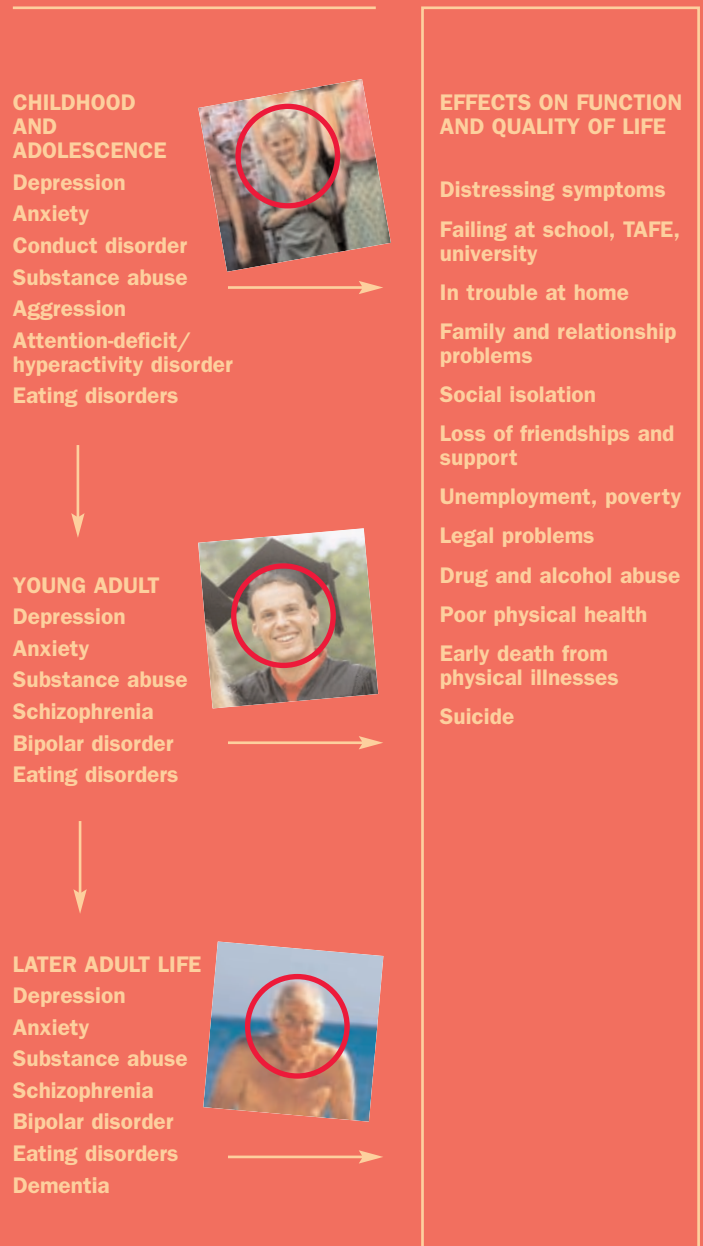 CHILDHOOD
AND
ADOLESCENCE
Depression
Anxiety
Conduct disorder
Substance abuse
Aggression
Attention-deficit/
hyperactivity disorder
Eating disorders
YOUNG ADULT
Depression
Anxiety
Substance abuse
Schizophrenia
Bipolar disorder
Eating disorders
LATER ADULT LIFE
Depression
Anxiety
Substance abuse
Schizophrenia
Bipolar disorder
Eating disorders
Dementia
EFFECTS ON FUNCTION
AND QUALITY OF LIFE
Distressing symptoms
Failing at school, TAFE,
university
In trouble at home
Family and relationship
problems
Social isolation
Loss of friendships and
support
Unemployment, poverty
Legal problems
Drug and alcohol abuse
Poor physical health
Early death from
physical illnesses
Suicide